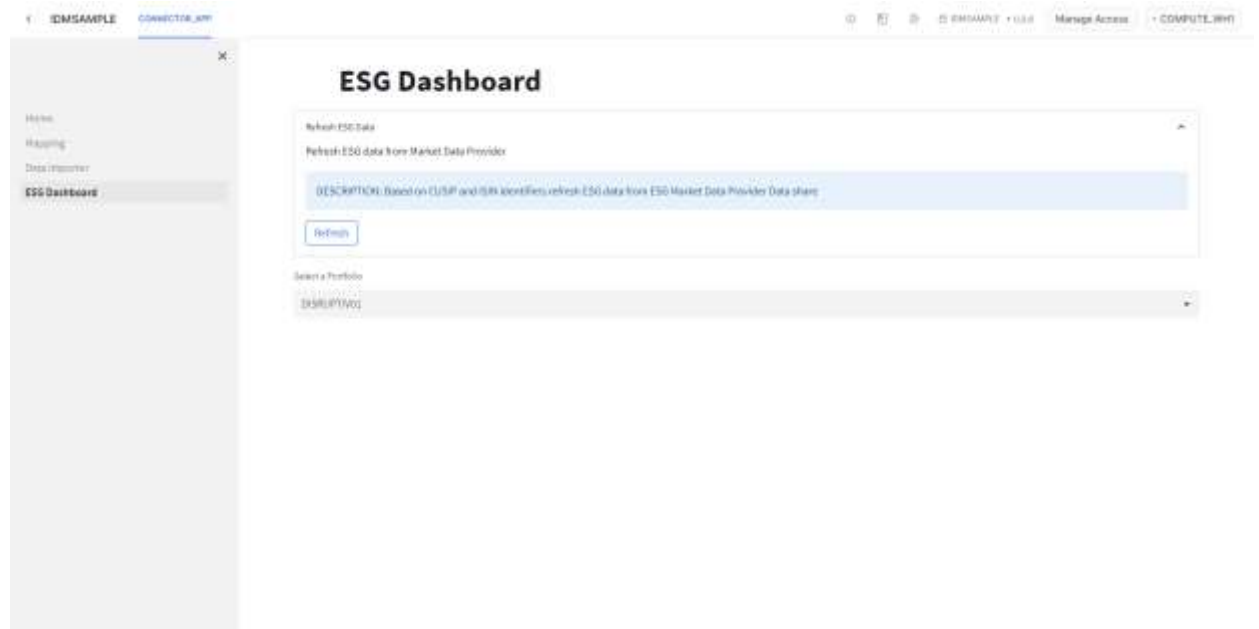 IDMSAMPLE CONNECTOR_APP IDMSAMPLE Manage Access • COMPUTE_WH1
ESG Dashboard
Home
Mapping
Data Importer
ESG Dashboard
Refresh ESG Data
Refresh ESG data from Market Data Provider
DESCRIPTION: Based on CUSIP and ISIN identifiers refresh ESG data from ESG Market Data Provider Data share
Refresh
Select a Portfolio